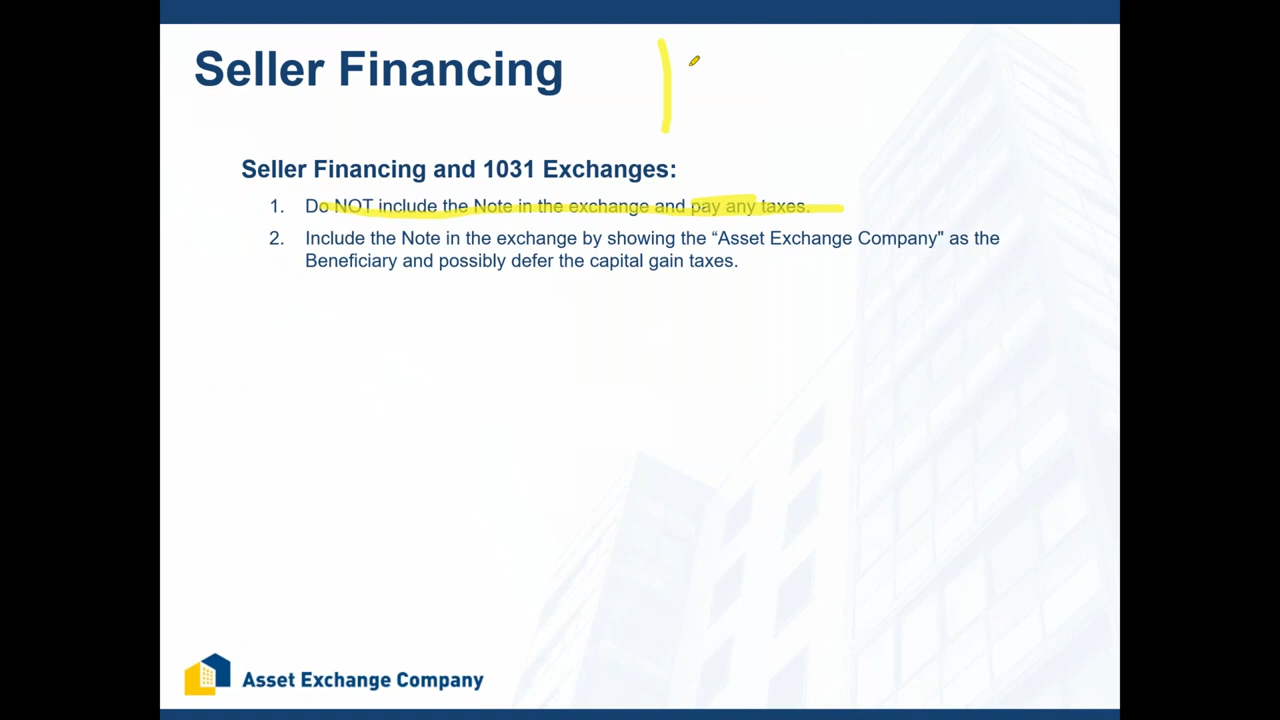 Seller Financing
Seller Financing and 1031 Exchanges:
1. Do NOT include the Note in the exchange and pay any taxes.
2. Include the Note in the exchange by showing the “Asset Exchange Company" as the
Beneficiary and possibly defer the capital gain taxes.
Asset Exchange Company